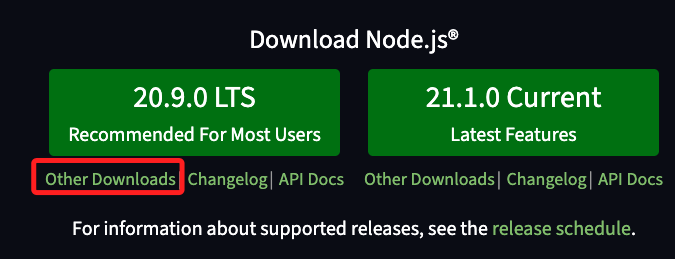 Download Node.js®
20.9.0 LTS
Recommended For Most Users
21.1.0 Current
Latest Features
Other Downloads| Changelog| API Docs
Other Downloads| Changelog| API Docs
For information about supported releases, see the release schedule.